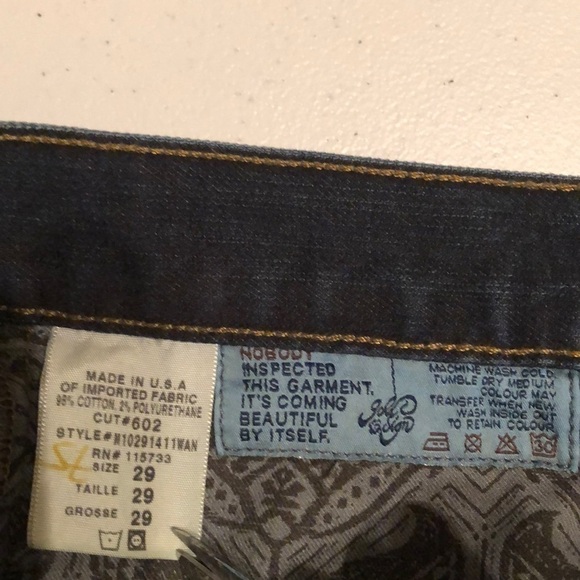 MADE IN U.S.A
OF IMPORTED FABRIC
98% COTTON, 2% POLYURETHANE
CUT#602
STYLE#M10291411WAN
RN# 115733
SIZE 29
TAILLE 29
GROSSE 29
NOBODY
INSPECTED
THIS GARMENT.
IT'S COMING
BEAUTIFUL
BY ITSELF.
MACHINE WASH COLD.
TUMBLE DRY MEDIUM
COLOUR MAY
TRANSFER WHEN NEW
WASH INSIDE OUT
TO RETAIN COLOUR